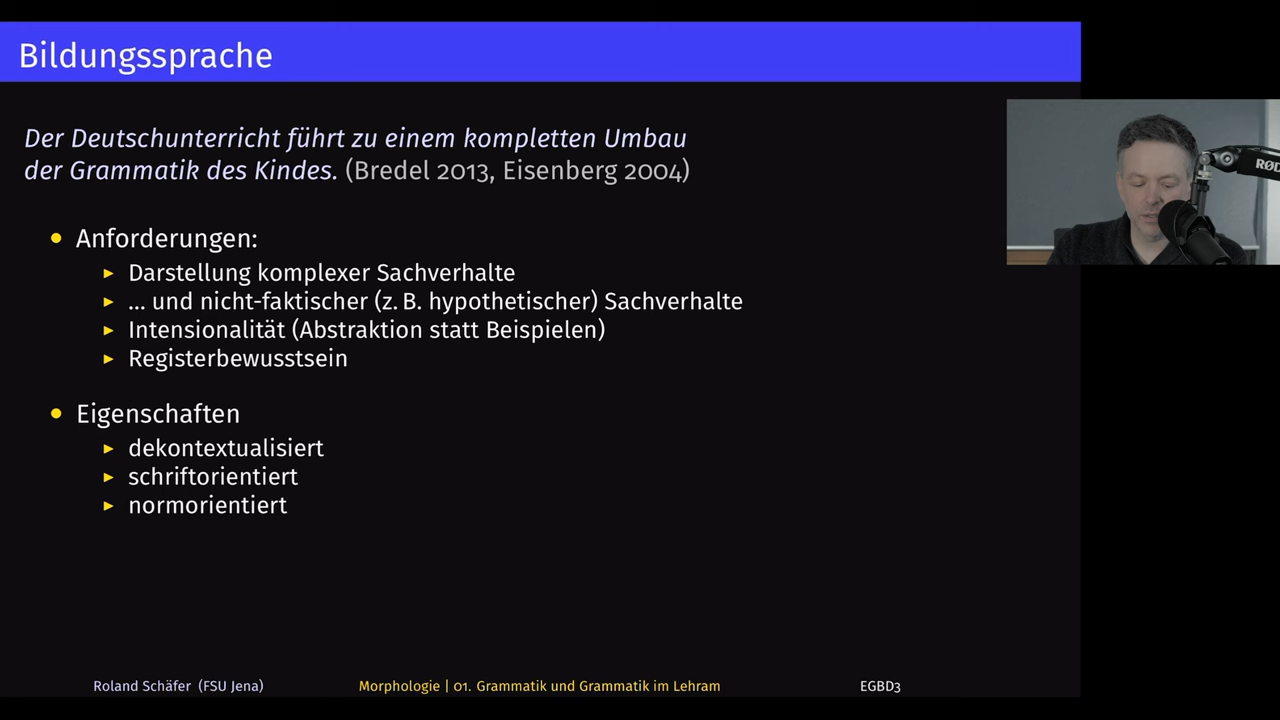 Bildungssprache
Der Deutschunterricht führt zu einem kompletten Umbau
der Grammatik des Kindes. (Bredel 2013, Eisenberg 2004)
• Anforderungen:
▶ Darstellung komplexer Sachverhalte
▶ … und nicht-faktischer (z. B. hypothetischer) Sachverhalte
▶ Intensionalität (Abstraktion statt Beispielen)
▶ Registerbewusstsein
• Eigenschaften
▶ dekontextualisiert
▶ schriftorientiert
▶ normorientiert
RØD
Roland Schäfer (FSU Jena)
Morphologie | 01. Grammatik und Grammatik im Lehram
EGBD3